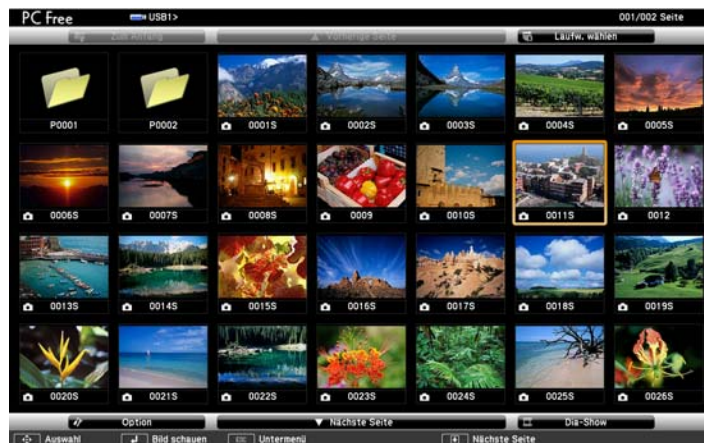 PC Free USB1> 001/002 Seite
Zum Anfang ▲ Vorherige Seite Laufw. wählen
P0001 P0002 0001S 0002S 0003S 0004S 0005S
0006S 0007S 0008S 0009 0010S 0011S 0012
0013S 0014S 0015S 0016S 0017S 0018S 0019S
0020S 0021S 0022S 0023S 0024S 0025S 0026S
Option ▼ Nächste Seite Dia-Show
Auswahl Bild schauen Esc Untermenü Nächste Seite